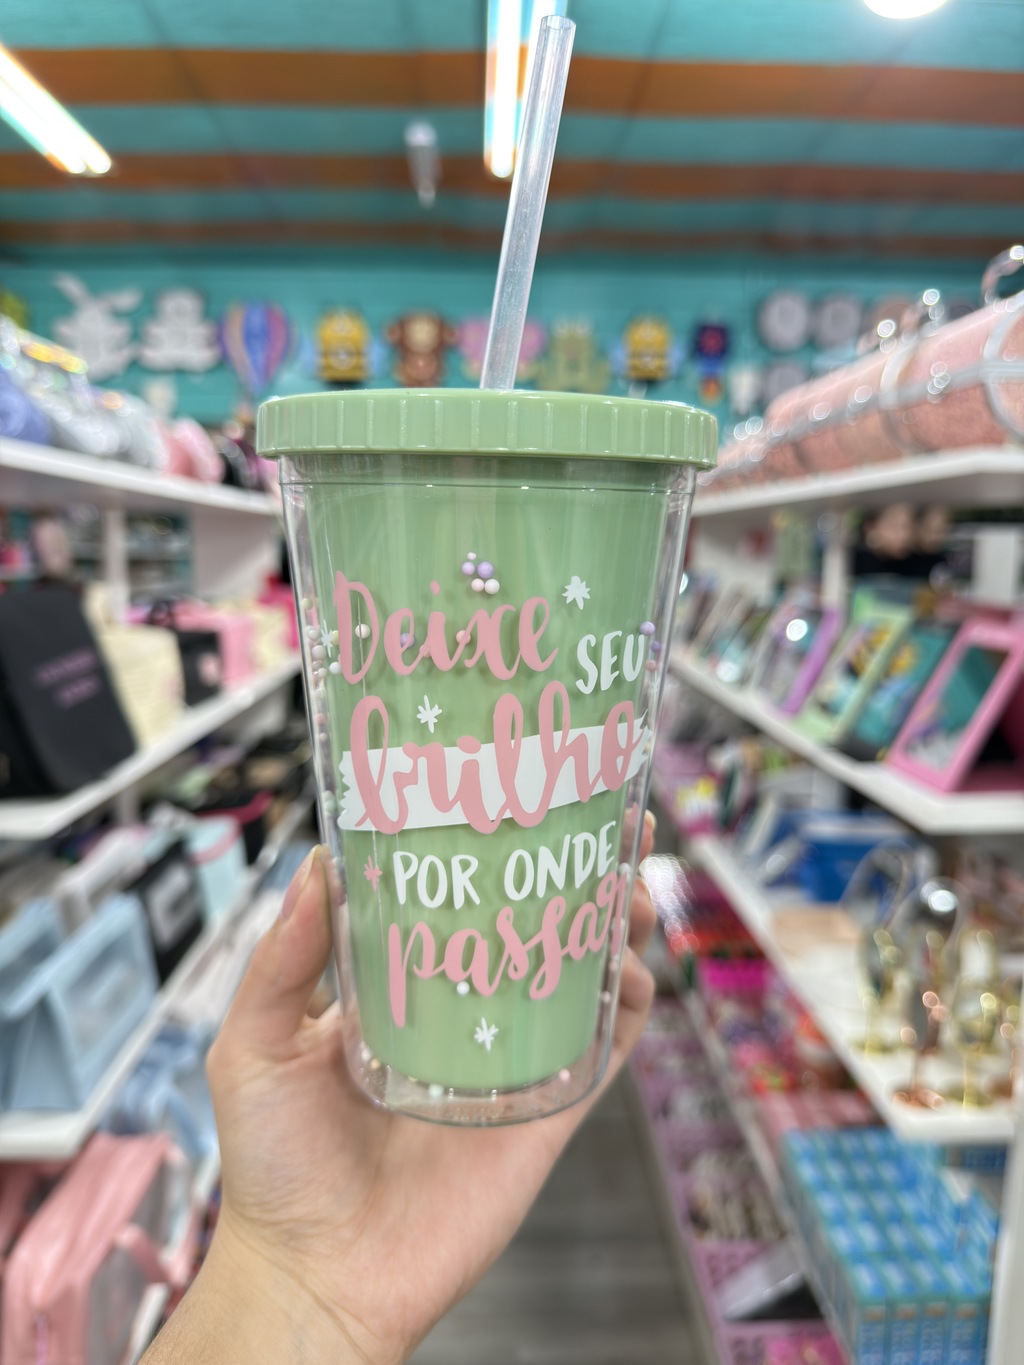 Deixe
SEU
brilho
POR ONDE
passar